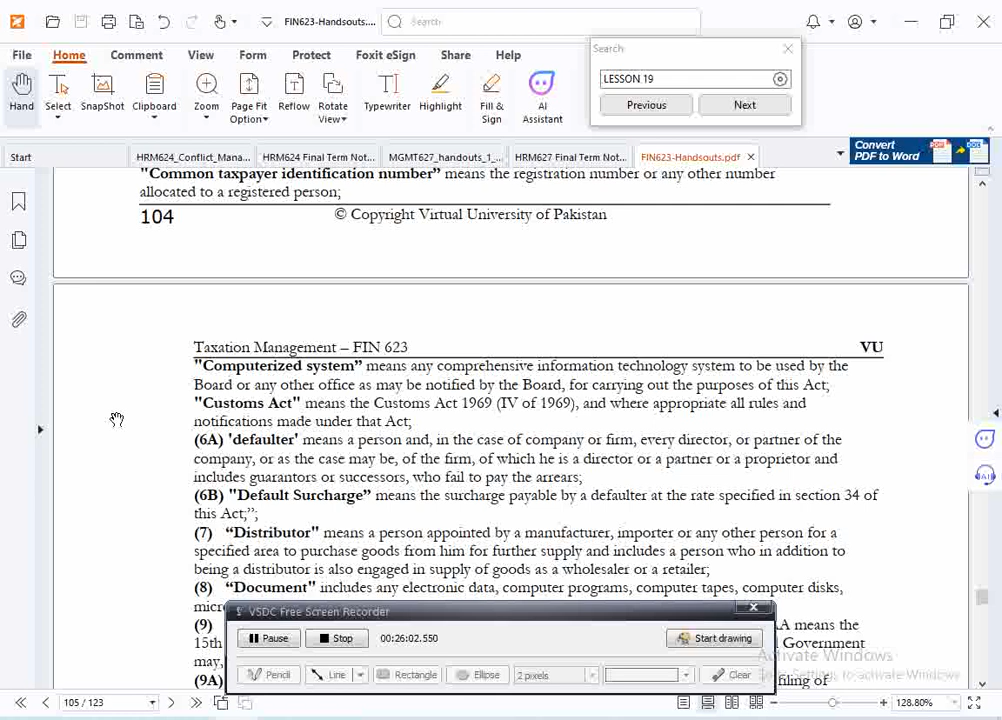 FIN623-Handsouts....
Search
File
Home
Comment
View
Form
Protect
Foxit eSign
Share
Help
Search
LESSON 19
Previous
Next
Hand
Select
SnapShot
Clipboard
Zoom
Page Fit Option
Reflow
Rotate View
Typewriter
Highlight
Fill & Sign
AI Assistant
Start
HRM624_Conflict_Mana...
HRM624 Final Term Not...
MGMT627_handouts_1_...
HRM627 Final Term Not...
FIN623-Handsouts.pdf
Convert PDF to Word
"Common taxpayer identification number" means the registration number or any other number
allocated to a registered person;
104
© Copyright Virtual University of Pakistan
Taxation Management – FIN 623
VU
"Computerized system” means any comprehensive information technology system to be used by the
Board or any other office as may be notified by the Board, for carrying out the purposes of this Act;
"Customs Act" means the Customs Act 1969 (IV of 1969), and where appropriate all rules and
notifications made under that Act;
(6A) 'defaulter' means a person and, in the case of company or firm, every director, or partner of the
company, or as the case may be, of the firm, of which he is a director or a partner or a proprietor and
includes guarantors or successors, who fail to pay the arrears;
(6B) "Default Surcharge” means the surcharge payable by a defaulter at the rate specified in section 34 of
this Act;”;
(7) “Distributor" means a person appointed by a manufacturer, importer or any other person for a
specified area to purchase goods from him for further supply and includes a person who in addition to
being a distributor is also engaged in supply of goods as a wholesaler or a retailer;
(8) “Document" includes any electronic data, computer programs, computer tapes, computer disks,
micr
(9)
A means the
15th
Government
may,
(9A)
filing of
VSDC Free Screen Recorder
Pause
Stop
00:26:02.550
Start drawing
Pencil
Line
Rectangle
Ellipse
2 pixels
Clear
Activate Windows
Settings to activate Windows.
105 / 123
128.80%